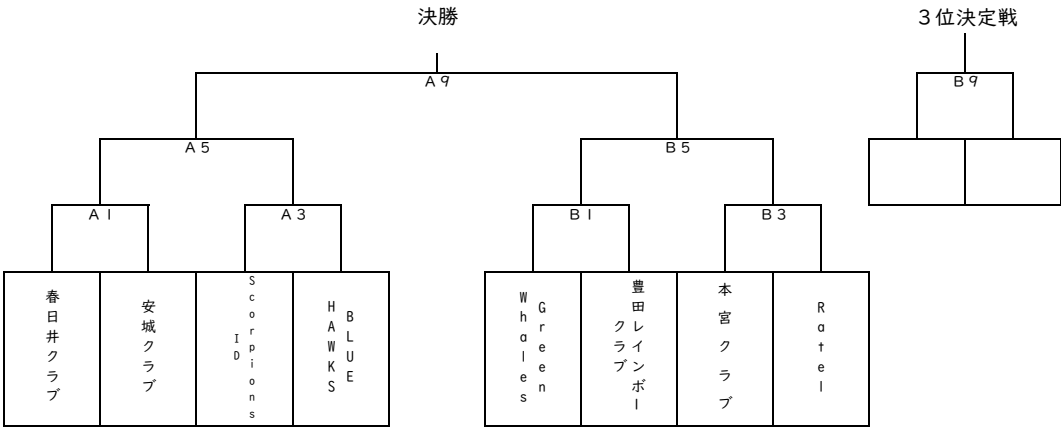 決勝
３位決定戦
A9
B9
A5
B5
A1
A3
B1
B3
春日井クラブ
安城クラブ
Scorpions
ID
BLUE
HAWKS
Green
Whales
豊田レインボー
クラブ
本宮クラブ
Ratel